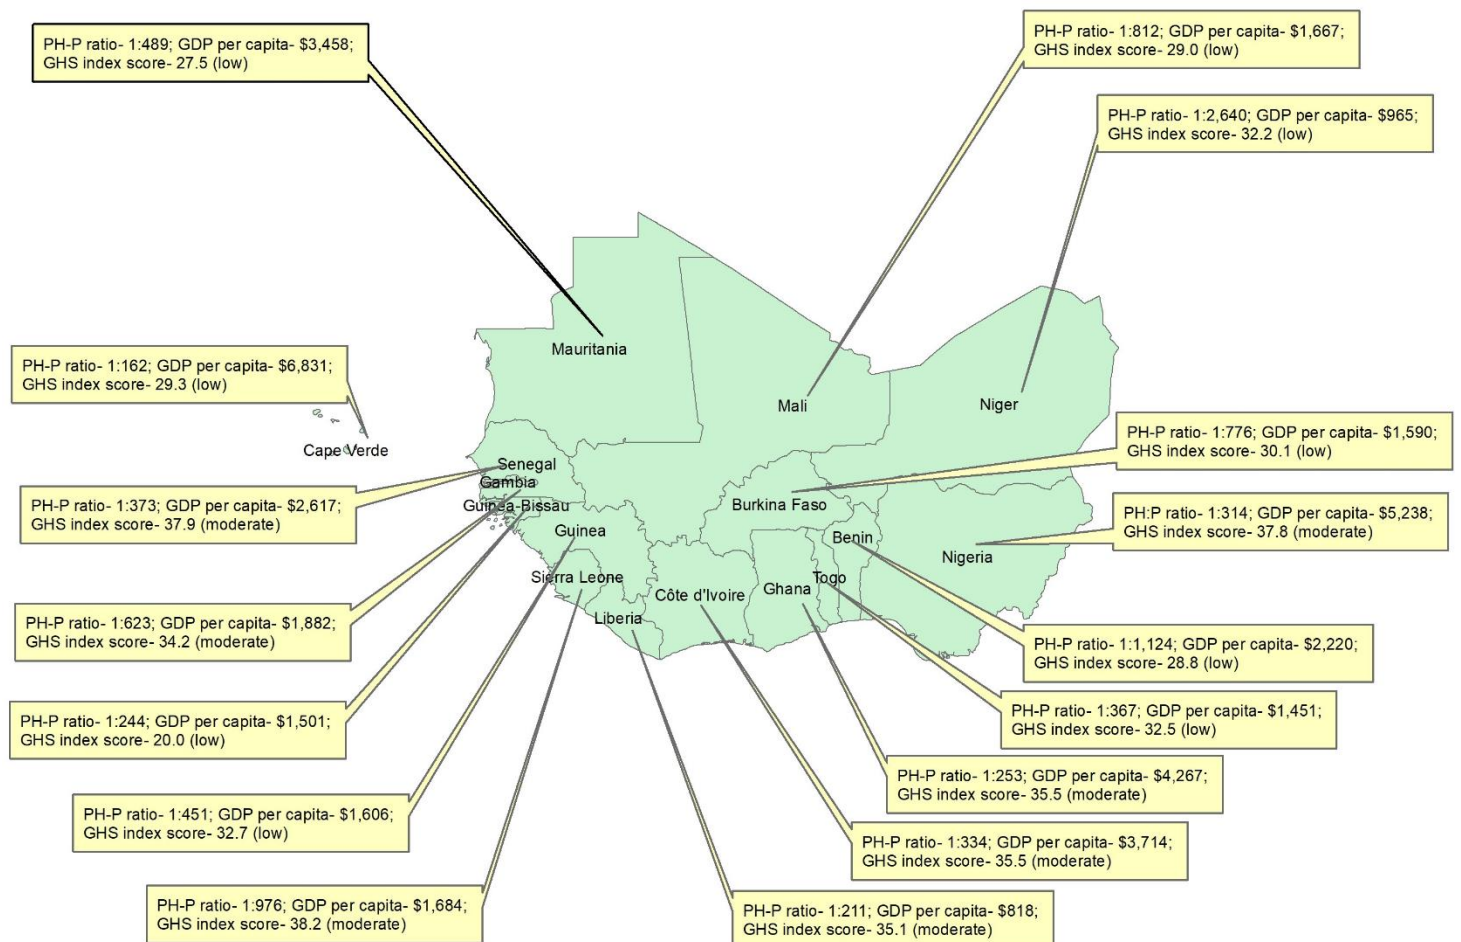 PH-P ratio- 1:489; GDP per capita- $3,458;
GHS index score- 27.5 (low)
PH-P ratio- 1:812; GDP per capita- $1,667;
GHS index score- 29.0 (low)
PH-P ratio- 1:2,640; GDP per capita- $965;
GHS index score- 32.2 (low)
Mauritania
PH-P ratio- 1:162; GDP per capita- $6,831;
GHS index score- 29.3 (low)
Mali
Niger
Cape Verde
PH-P ratio- 1:776; GDP per capita- $1,590;
GHS index score- 30.1 (low)
Senegal
Gambia
Guinea-Bissau
Burkina Faso
PH-P ratio- 1:373; GDP per capita- $2,617;
GHS index score- 37.9 (moderate)
PH:P ratio- 1:314; GDP per capita- $5,238;
GHS index score- 37.8 (moderate)
Guinea
Benin
Nigeria
Sierra Leone
Togo
Côte d'Ivoire
Ghana
Liberia
PH-P ratio- 1:623; GDP per capita- $1,882;
GHS index score- 34.2 (moderate)
PH-P ratio- 1:1,124; GDP per capita- $2,220;
GHS index score- 28.8 (low)
PH-P ratio- 1:244; GDP per capita- $1,501;
GHS index score- 20.0 (low)
PH-P ratio- 1:367; GDP per capita- $1,451;
GHS index score- 32.5 (low)
PH-P ratio- 1:253; GDP per capita- $4,267;
GHS index score- 35.5 (moderate)
PH-P ratio- 1:451; GDP per capita- $1,606;
GHS index score- 32.7 (low)
PH-P ratio- 1:334; GDP per capita- $3,714;
GHS index score- 35.5 (moderate)
PH-P ratio- 1:976; GDP per capita- $1,684;
GHS index score- 38.2 (moderate)
PH-P ratio- 1:211; GDP per capita- $818;
GHS index score- 35.1 (moderate)